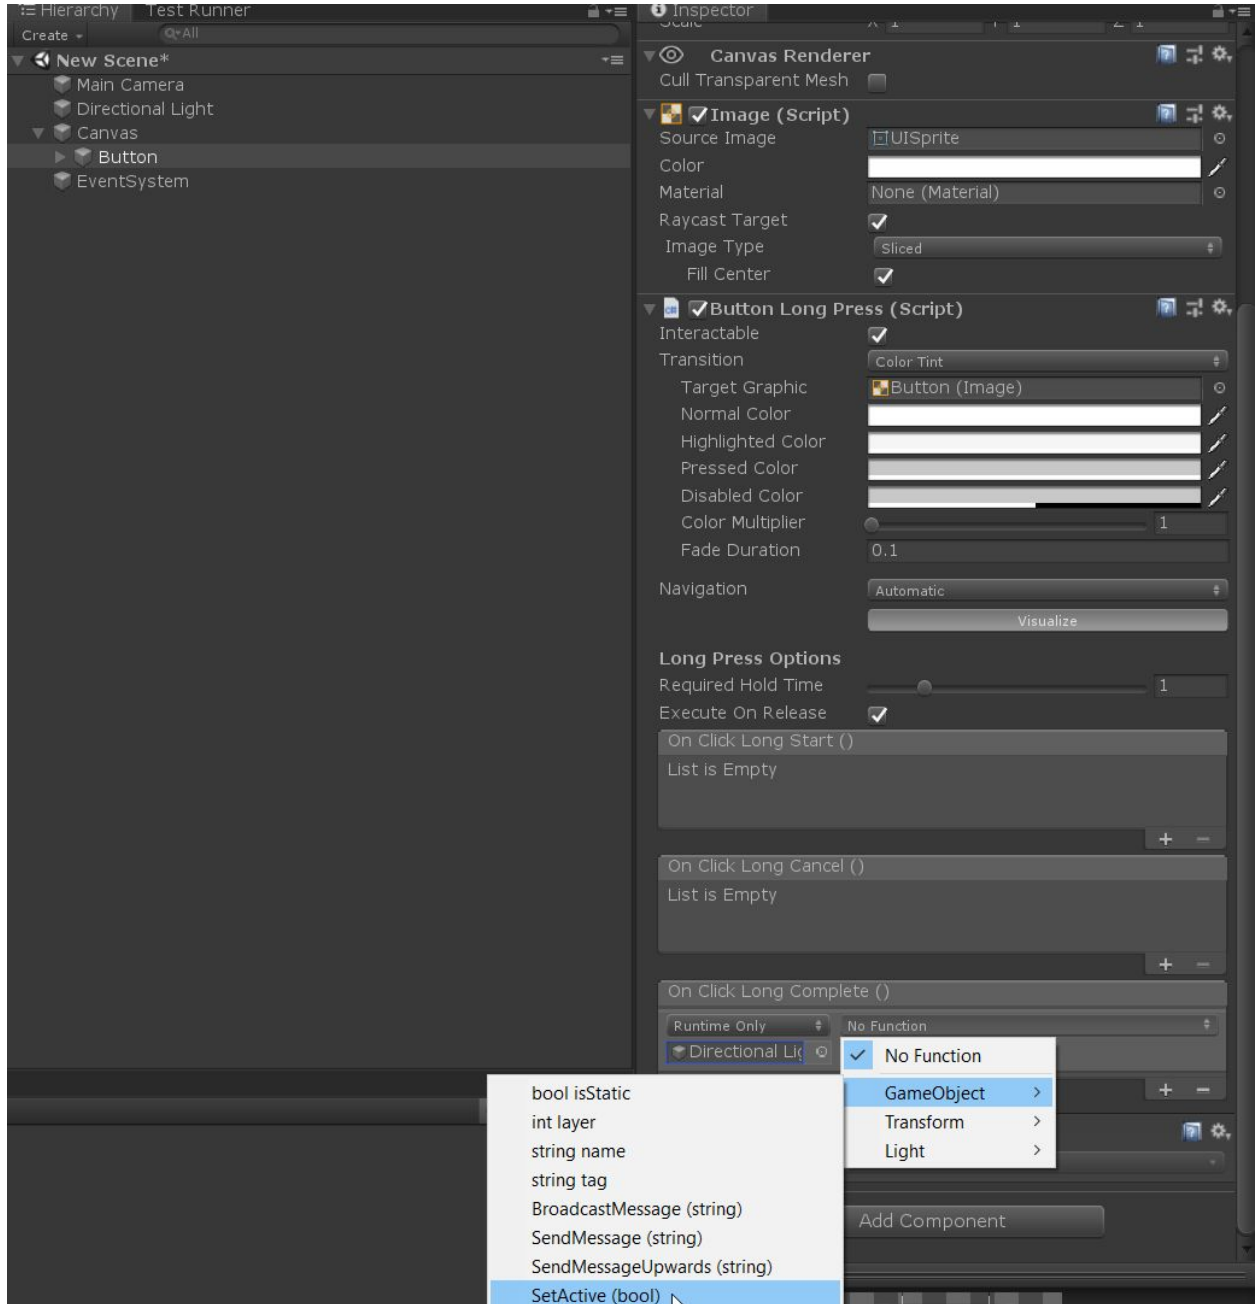 Hierarchy Test Runner
Create
All
New Scene*
Main Camera
Directional Light
Canvas
Button
EventSystem
Inspector
Scale X 1 Y 1 Z 1
Canvas Renderer
Cull Transparent Mesh
Image (Script)
Source Image UISprite
Color
Material None (Material)
Raycast Target
Image Type Sliced
Fill Center
Button Long Press (Script)
Interactable
Transition Color Tint
Target Graphic Button (Image)
Normal Color
Highlighted Color
Pressed Color
Disabled Color
Color Multiplier 1
Fade Duration 0.1
Navigation Automatic
Visualize
Long Press Options
Required Hold Time 1
Execute On Release
On Click Long Start ()
List is Empty
+ −
On Click Long Cancel ()
List is Empty
+ −
On Click Long Complete ()
Runtime Only No Function
Directional Lig
+ −
No Function
GameObject >
Transform >
Light >
bool isStatic
int layer
string name
string tag
BroadcastMessage (string)
SendMessage (string)
SendMessageUpwards (string)
SetActive (bool)
Add Component